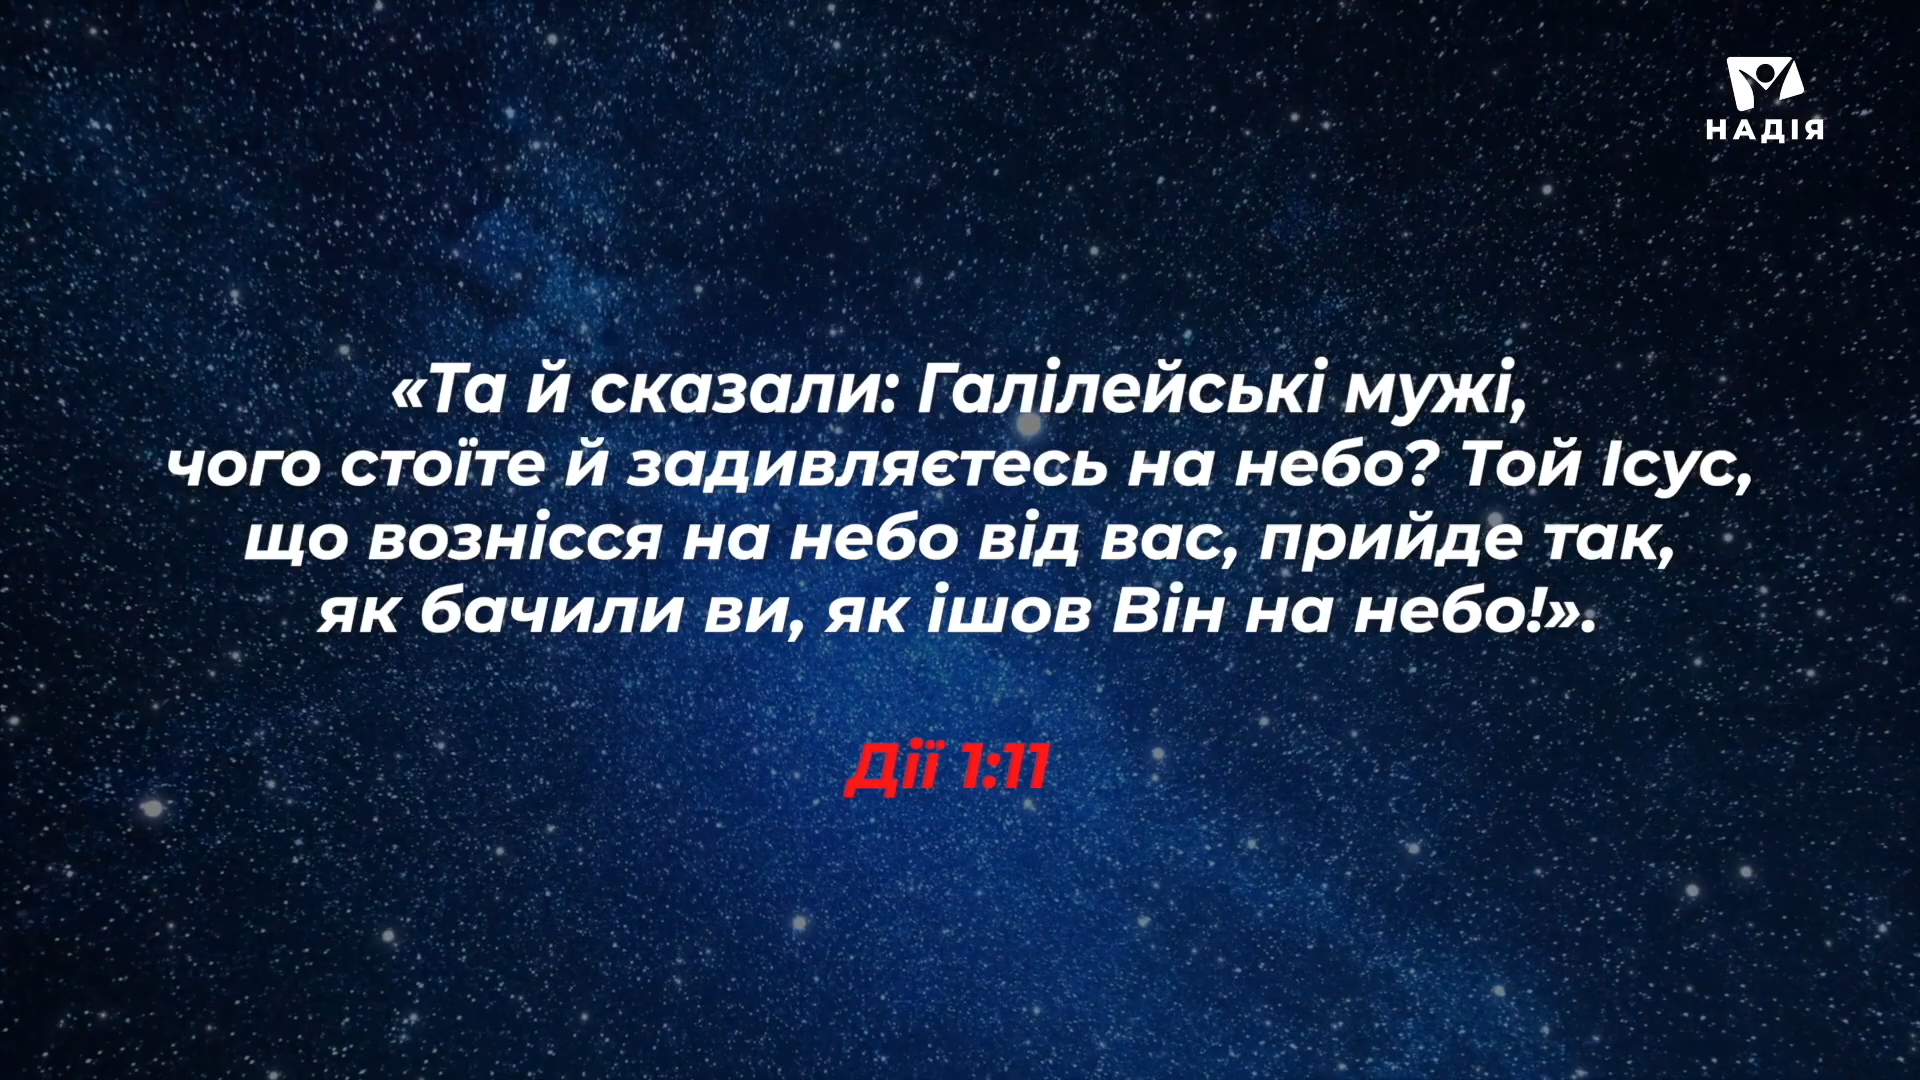 НАДІЯ
«Та й сказали: Галілейські мужі,
чого стоїте й задивляєтесь на небо? Той Ісус,
що вознісся на небо від вас, прийде так,
як бачили ви, як ішов Він на небо!».
Дії 1:11